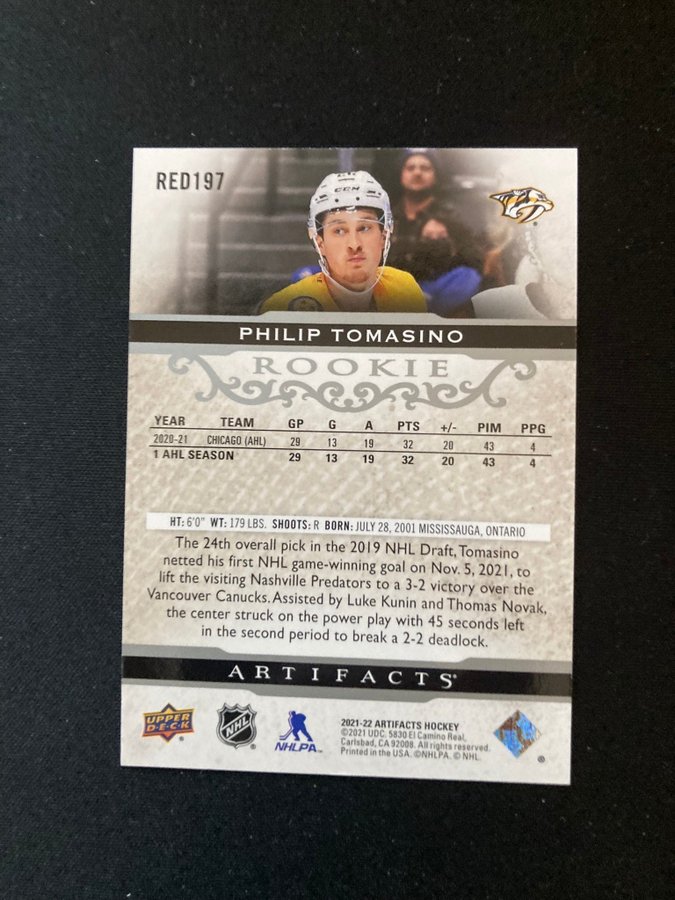 RED197
CCM
PHILIP TOMASINO
ROOKIE
YEAR TEAM GP G A PTS +/- PIM PPG
2020-21 CHICAGO (AHL) 29 13 19 32 20 43 4
1 AHL SEASON 29 13 19 32 20 43 4
HT: 6'0" WT: 179 LBS. SHOOTS: R BORN: JULY 28, 2001 MISSISSAUGA, ONTARIO
The 24th overall pick in the 2019 NHL Draft, Tomasino
netted his first NHL game-winning goal on Nov. 5, 2021, to
lift the visiting Nashville Predators to a 3-2 victory over the
Vancouver Canucks. Assisted by Luke Kunin and Thomas Novak,
the center struck on the power play with 45 seconds left
in the second period to break a 2-2 deadlock.
ARTIFACTS®
UPPER DECK
NHL
NHLPA
2021-22 ARTIFACTS HOCKEY
©2021 UDC. 5830 El Camino Real,
Carlsbad, CA 92008. All rights reserved.
Printed in the USA. ©NHLPA. © NHL.